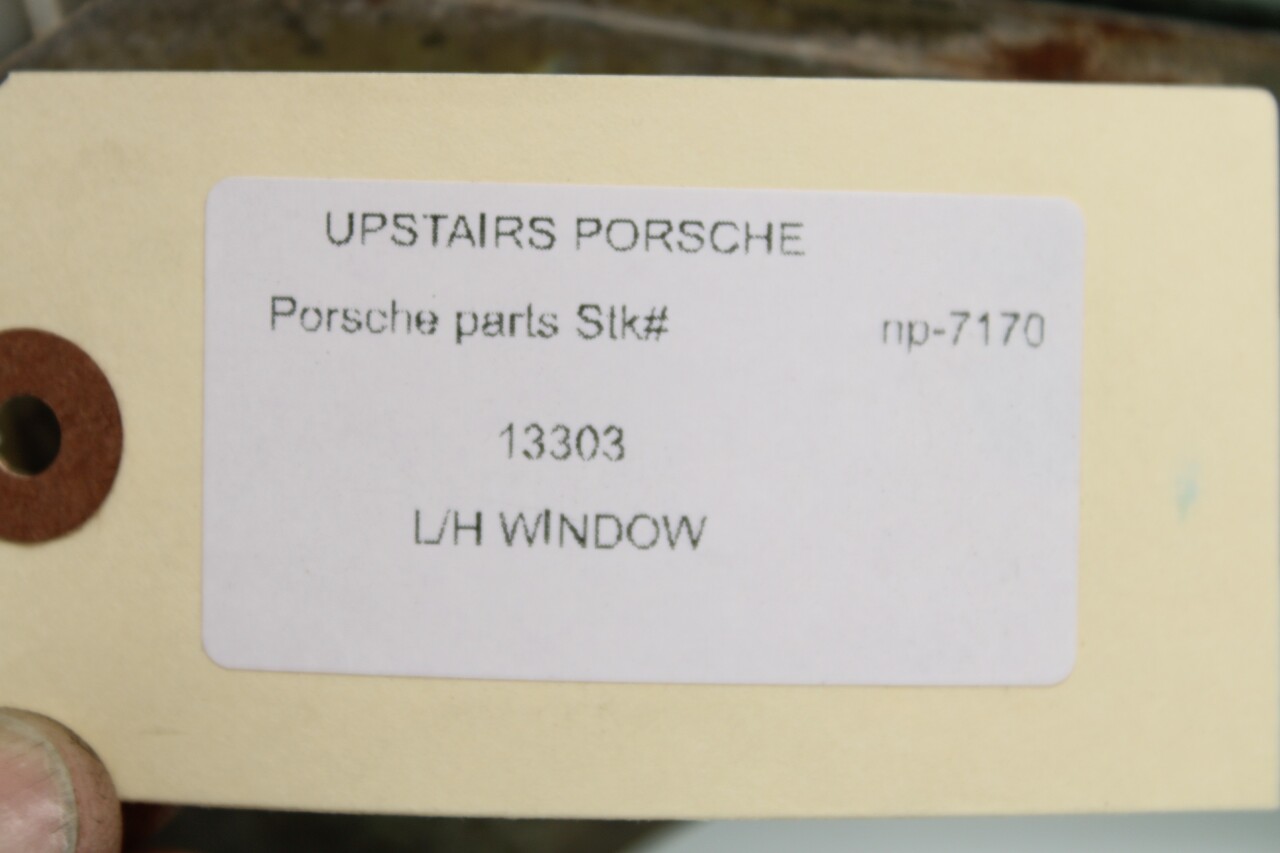 UPSTAIRS PORSCHE
Porsche parts Stk# np-7170
13303
L/H WINDOW